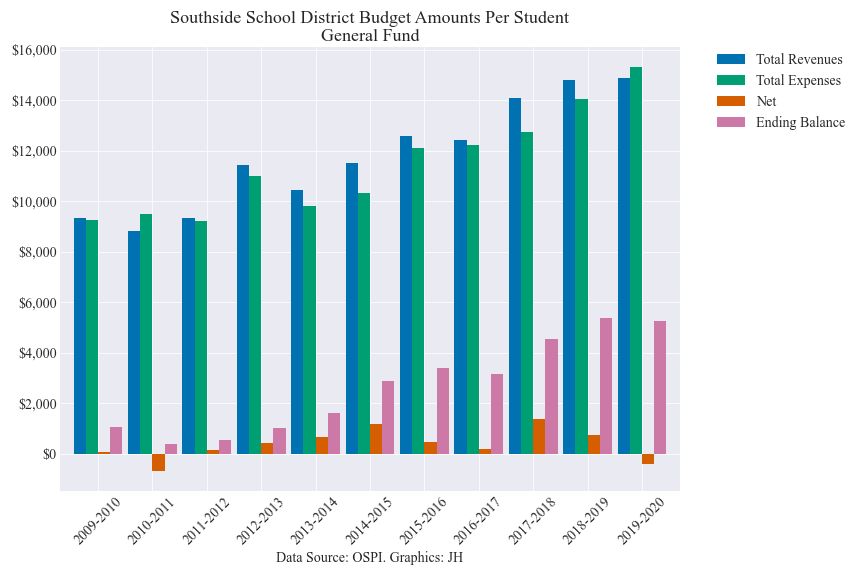 Southside School District Budget Amounts Per Student
General Fund
$16,000
$14,000
$12,000
$10,000
$8,000
$6,000
$4,000
$2,000
$0
2009-2010
2010-2011
2011-2012
2012-2013
2013-2014
2014-2015
2015-2016
2016-2017
2017-2018
2018-2019
2019-2020
Data Source: OSPI. Graphics: JH
Total Revenues
Total Expenses
Net
Ending Balance